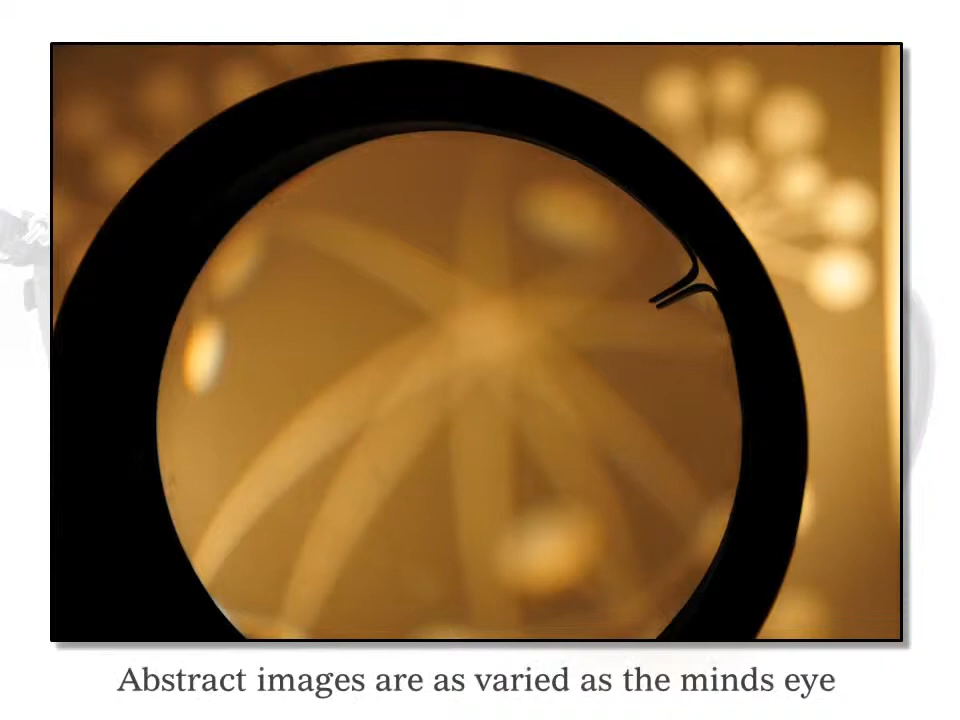 Abstract images are as varied as the minds eye